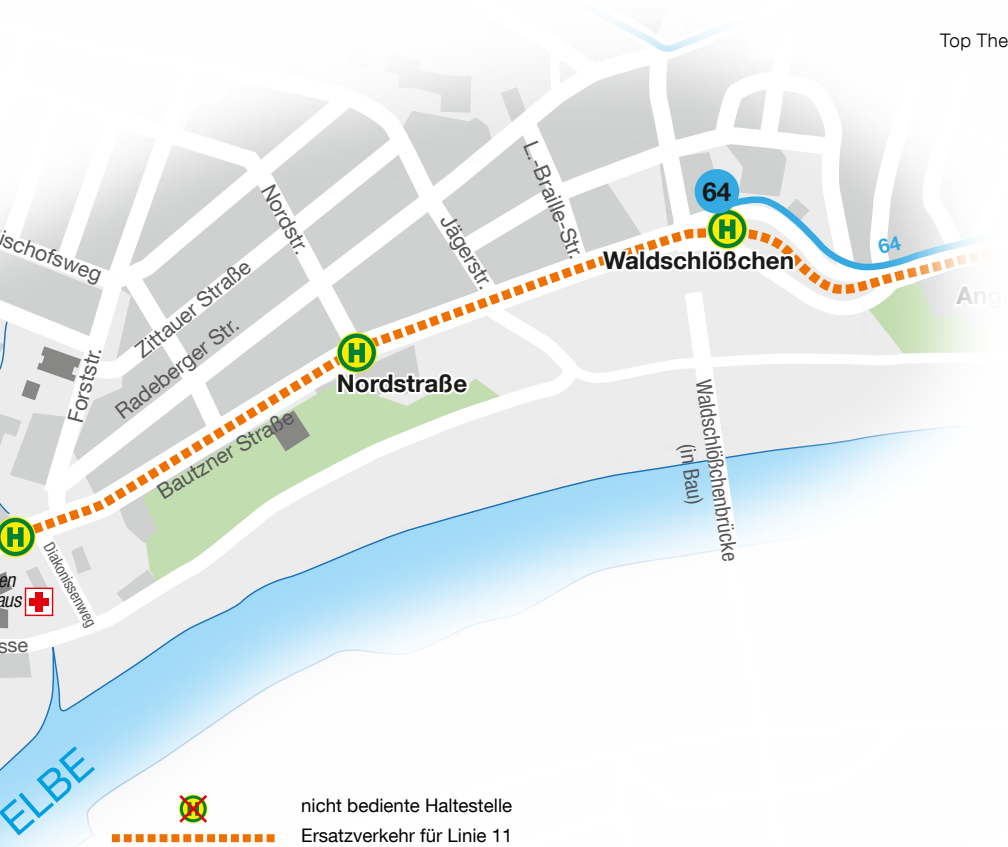 Top The
64
H
Waldschlößchen
64
Ang
L.-Braille-Str.
Nordstr.
Jägerstr.
ischofsweg
Zittauer Straße
Radeberger Str.
Forststr.
H
Nordstraße
Bautzner Straße
Waldschlößchenbrücke
(in Bau)
H
Diakonissenweg
en
aus
sse
ELBE
H
nicht bediente Haltestelle
Ersatzverkehr für Linie 11